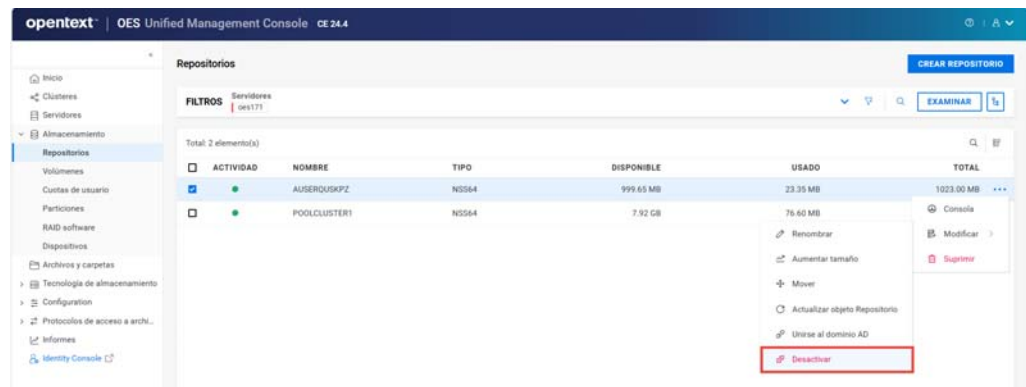 opentext | OES Unified Management Console CE 24.4
Inicio
Clústeres
Servidores
Almacenamiento
Repositorios
Volúmenes
Cuotas de usuario
Particiones
RAID software
Dispositivos
Archivos y carpetas
Tecnología de almacenamiento
Configuration
Protocolos de acceso a archi...
Informes
Identity Console
Repositorios
CREAR REPOSITORIO
FILTROS
Servidores
oes171
EXAMINAR
Total: 2 elemento(s)
ACTIVIDAD NOMBRE TIPO DISPONIBLE USADO TOTAL
AUSERQUSKPZ NSS64 999.65 MB 23.35 MB 1023.00 MB
POOLCLUSTER1 NSS64 7.92 GB 76.60 MB
Consola
Modificar
Suprimir
Renombrar
Aumentar tamaño
Mover
Actualizar objeto Repositorio
Unirse al dominio AD
Desactivar